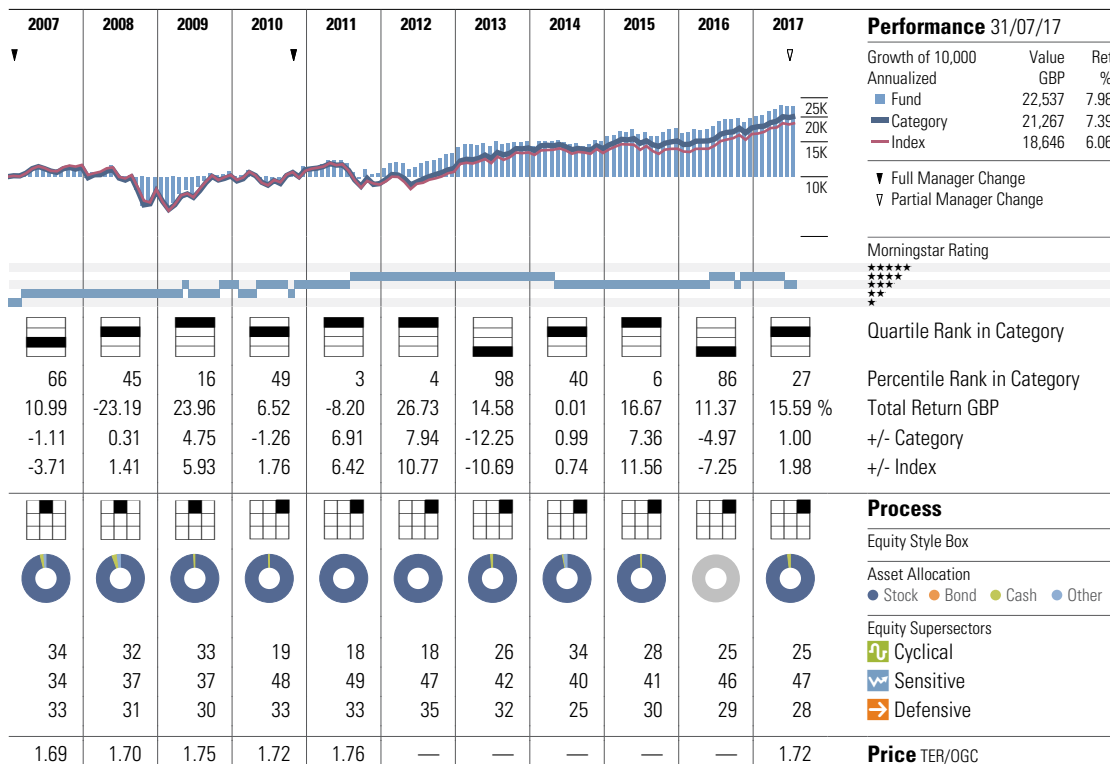 2007 2008 2009 2010 2011 2012 2013 2014 2015 2016 2017
Performance 31/07/17
Growth of 10,000 Value Ret
Annualized GBP %
Fund 22,537 7.98
Category 21,267 7.39
Index 18,646 6.06
25K
20K
15K
10K
▼ Full Manager Change
▽ Partial Manager Change
Morningstar Rating
★★★★★
★★★★
★★★
★★
★
Quartile Rank in Category
66 45 16 49 3 4 98 40 6 86 27 Percentile Rank in Category
10.99 -23.19 23.96 6.52 -8.20 26.73 14.58 0.01 16.67 11.37 15.59 % Total Return GBP
-1.11 0.31 4.75 -1.26 6.91 7.94 -12.25 0.99 7.36 -4.97 1.00 +/- Category
-3.71 1.41 5.93 1.76 6.42 10.77 -10.69 0.74 11.56 -7.25 1.98 +/- Index
Process
Equity Style Box
Asset Allocation
Stock Bond Cash Other
Equity Supersectors
34 32 33 19 18 18 26 34 28 25 25 Cyclical
34 37 37 48 49 47 42 40 41 46 47 Sensitive
33 31 30 33 33 35 32 25 30 29 28 Defensive
1.69 1.70 1.75 1.72 1.76 — — — — — 1.72 Price TER/OGC